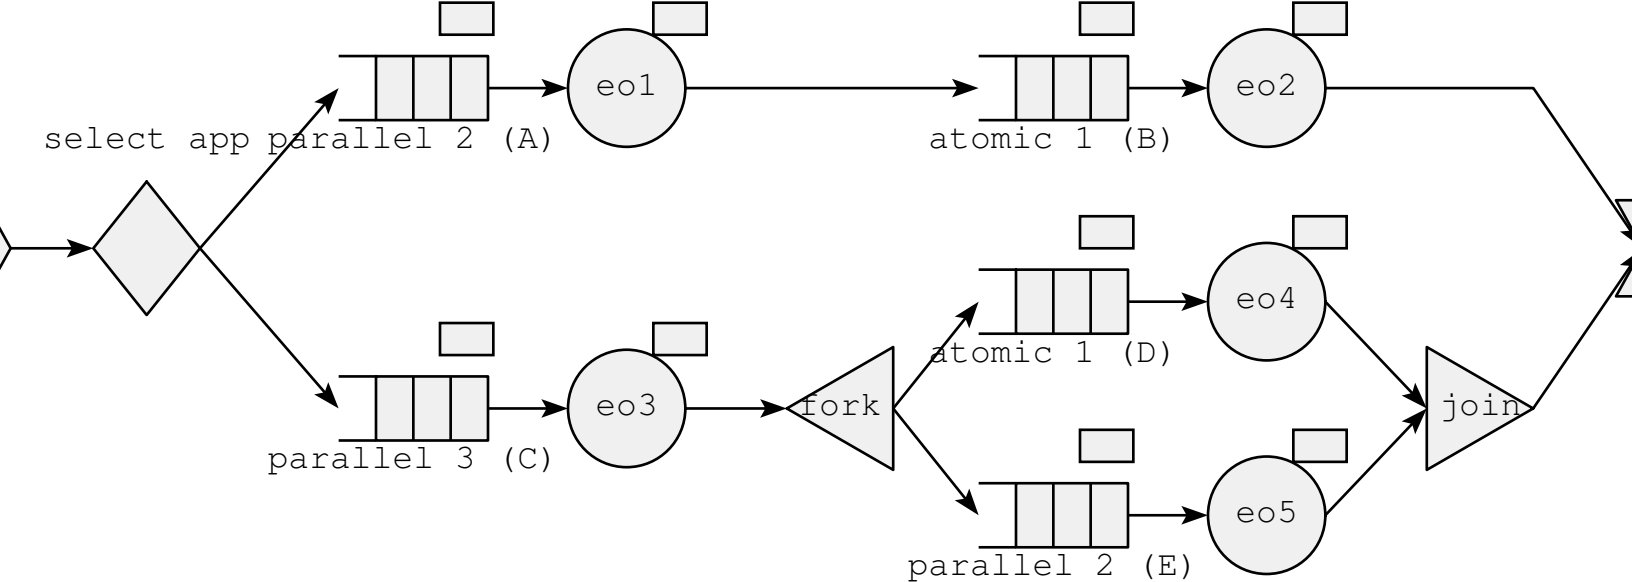 eo1
eo2
select app
parallel 2 (A)
atomic 1 (B)
eo4
atomic 1 (D)
eo3
fork
join
parallel 3 (C)
eo5
parallel 2 (E)